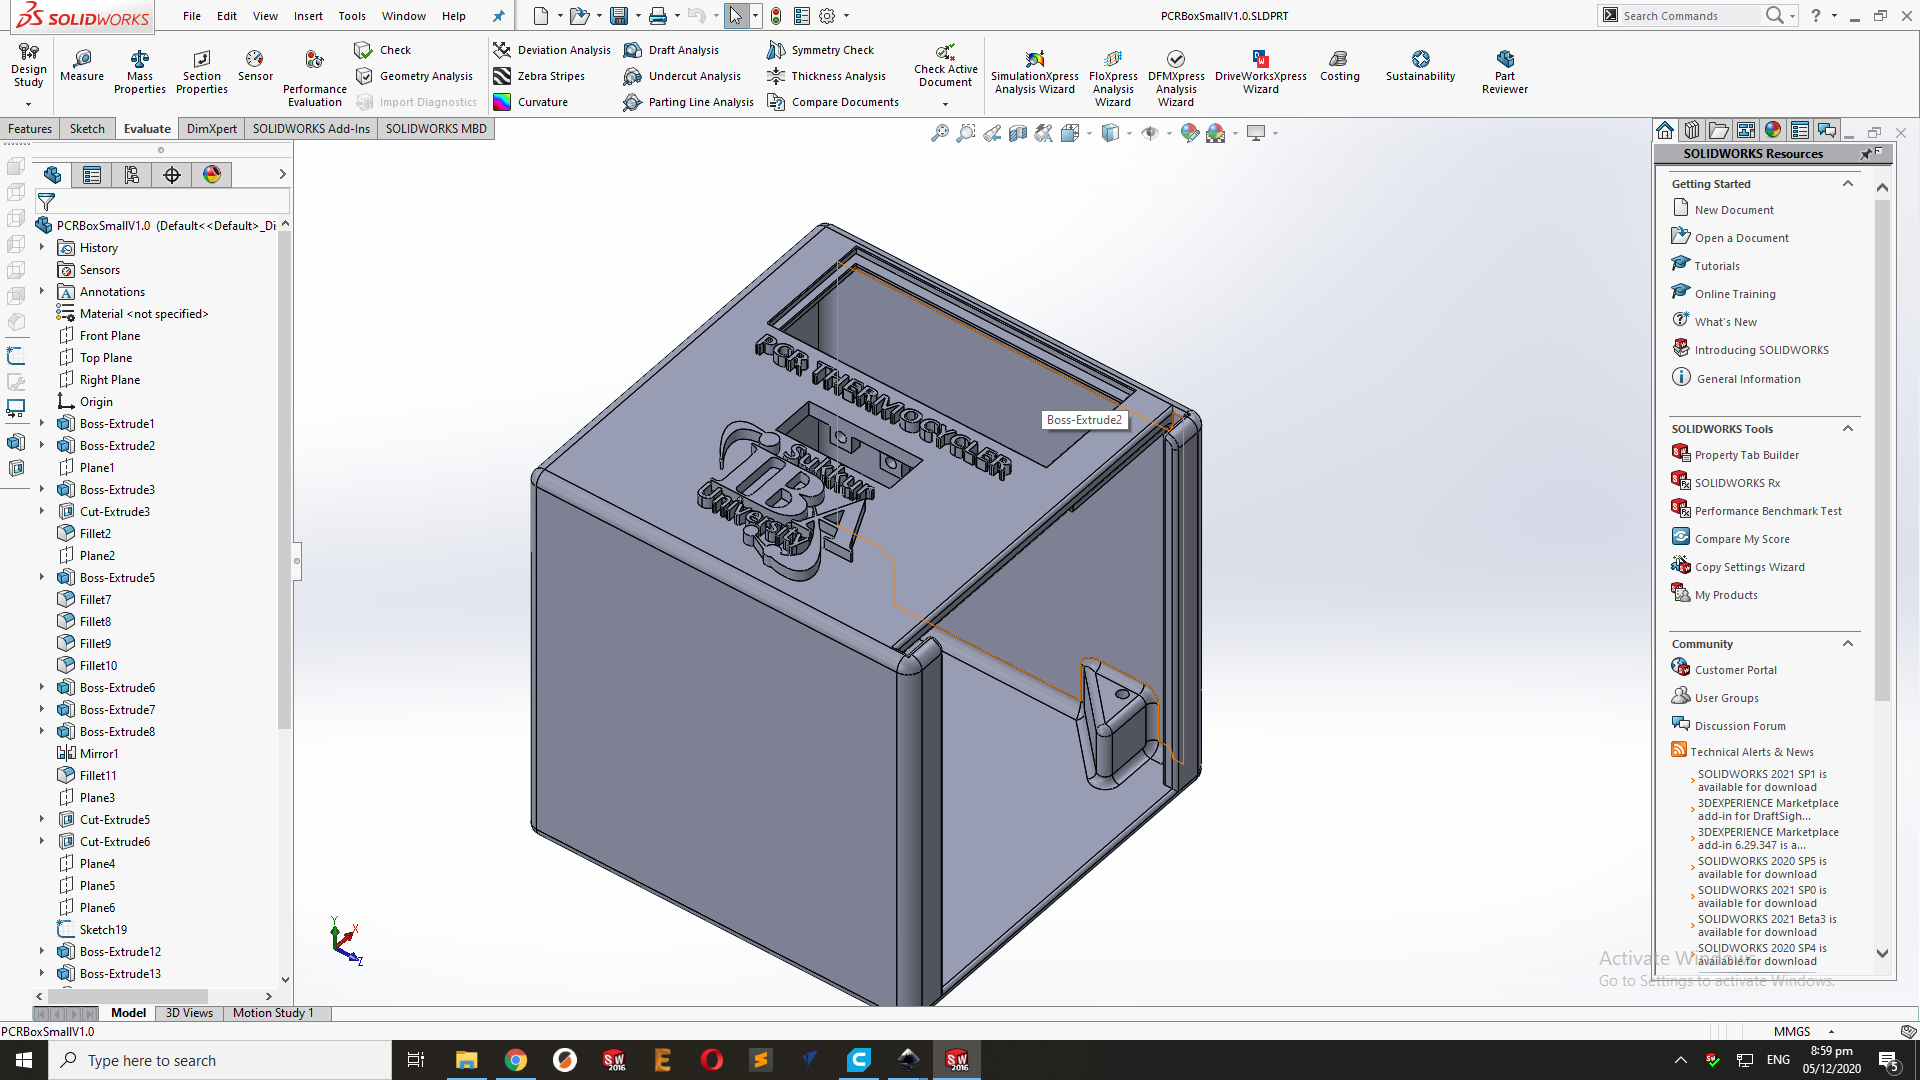 SOLIDWORKS
File Edit View Insert Tools Window Help
PCRBoxSmallV1.0.SLDPRT
Search Commands
Design Study
Measure
Mass Properties
Section Properties
Sensor
Performance Evaluation
Check
Geometry Analysis
Import Diagnostics
Deviation Analysis
Zebra Stripes
Curvature
Draft Analysis
Undercut Analysis
Parting Line Analysis
Symmetry Check
Thickness Analysis
Compare Documents
Check Active Document
SimulationXpress Analysis Wizard
FloXpress Analysis Wizard
DFMXpress Analysis Wizard
DriveWorksXpress Wizard
Costing
Sustainability
Part Reviewer
Features Sketch Evaluate DimXpert SOLIDWORKS Add-Ins SOLIDWORKS MBD
PCRBoxSmallV1.0 (Default<<Default>_Di
History
Sensors
Annotations
Material <not specified>
Front Plane
Top Plane
Right Plane
Origin
Boss-Extrude1
Boss-Extrude2
Plane1
Boss-Extrude3
Cut-Extrude3
Fillet2
Plane2
Boss-Extrude5
Fillet7
Fillet8
Fillet9
Fillet10
Boss-Extrude6
Boss-Extrude7
Boss-Extrude8
Mirror1
Fillet11
Plane3
Cut-Extrude5
Cut-Extrude6
Plane4
Plane5
Plane6
Sketch19
Boss-Extrude12
Boss-Extrude13
PCR THERMOCYCLER
Sukkur
IBA
University
Boss-Extrude2
Y
X
Z
SOLIDWORKS Resources
Getting Started
New Document
Open a Document
Tutorials
Online Training
What's New
Introducing SOLIDWORKS
General Information
SOLIDWORKS Tools
Property Tab Builder
SOLIDWORKS Rx
Performance Benchmark Test
Compare My Score
Copy Settings Wizard
My Products
Community
Customer Portal
User Groups
Discussion Forum
Technical Alerts & News
SOLIDWORKS 2021 SP1 is
available for download
3DEXPERIENCE Marketplace
add-in for DraftSigh...
3DEXPERIENCE Marketplace
add-in 6.29.347 is a...
SOLIDWORKS 2020 SP5 is
available for download
SOLIDWORKS 2021 SP0 is
available for download
SOLIDWORKS 2021 Beta3 is
available for download
SOLIDWORKS 2020 SP4 is
available for download
Activate Windows
Go to Settings to activate Windows.
Model 3D Views Motion Study 1
PCRBoxSmallV1.0
MMGS
Type here to search
SW 2016
SW 2016
ENG
8:59 pm
05/12/2020
5